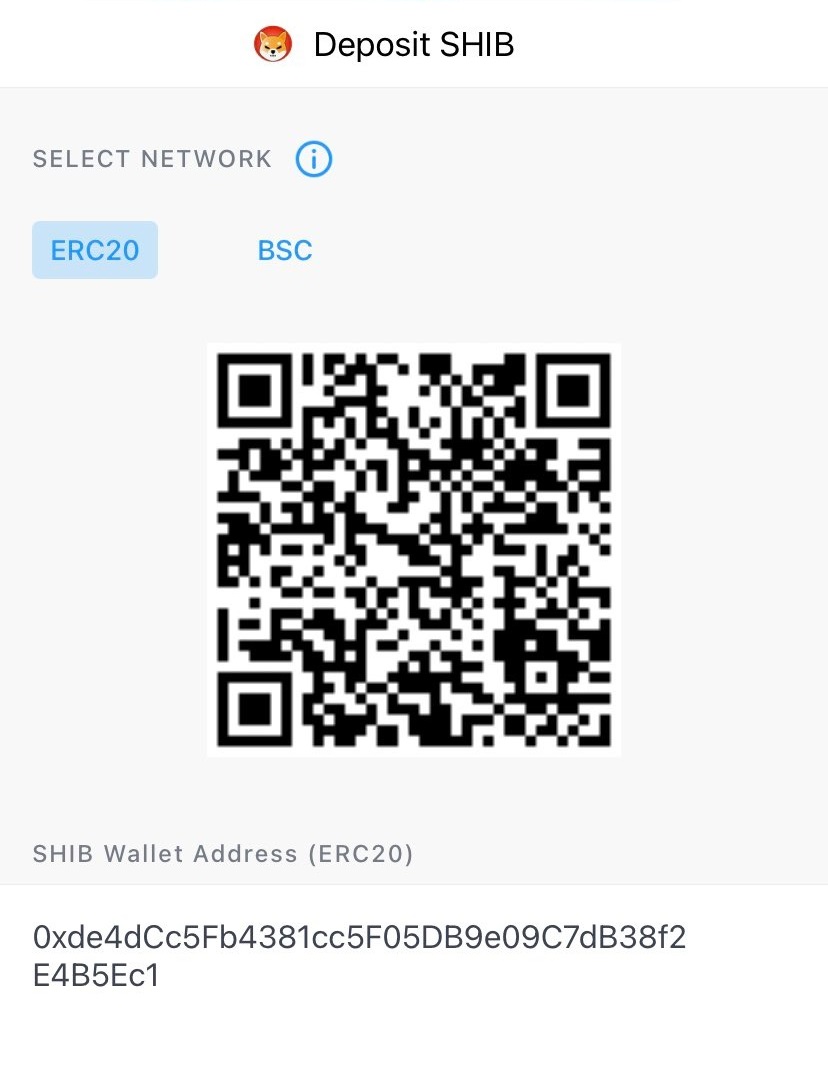 Deposit SHIB
SELECT NETWORK
ERC20 BSC
SHIB Wallet Address (ERC20)
0xde4dCc5Fb4381cc5F05DB9e09C7dB38f2
E4B5Ec1